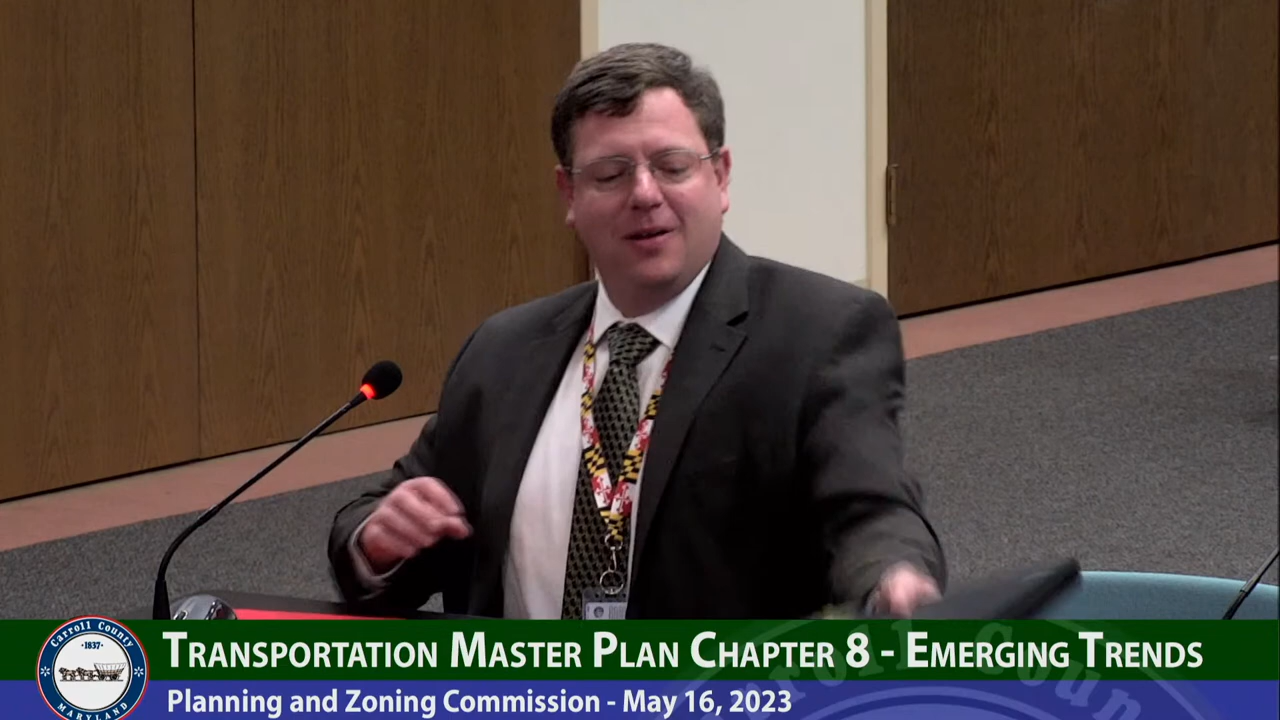 Carroll County
1837
MARYLAND
TRANSPORTATION MASTER PLAN CHAPTER 8 - EMERGING TRENDS
Planning and Zoning Commission - May 16, 2023